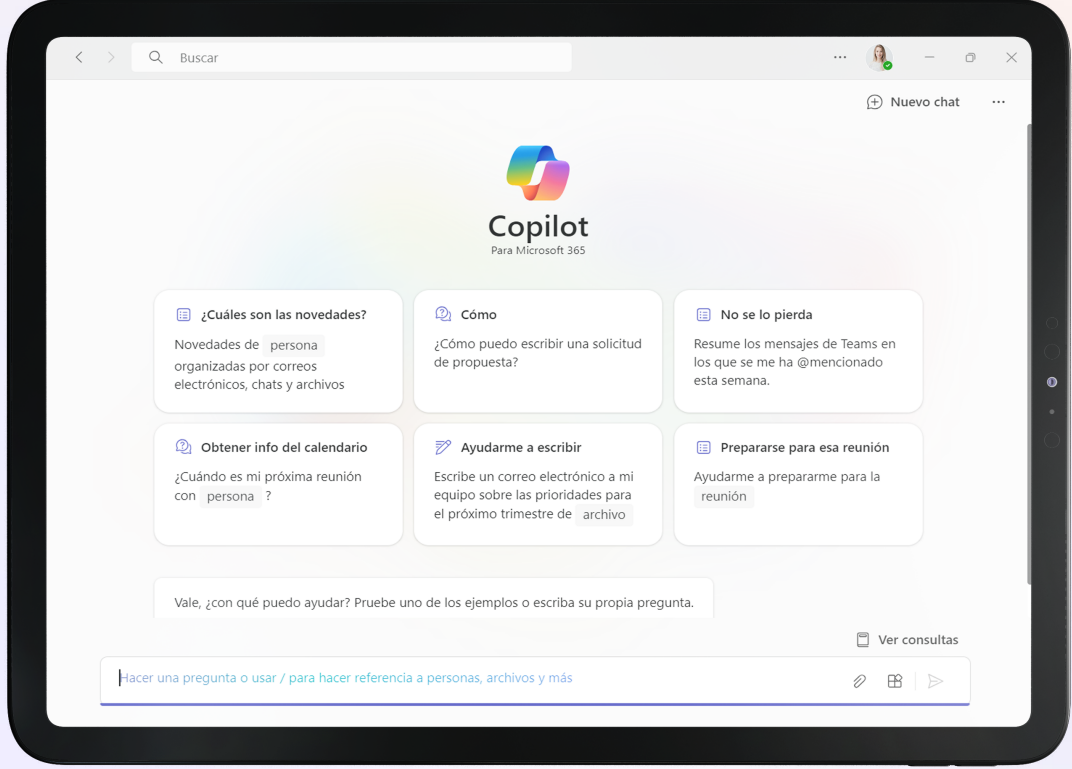 Buscar
Nuevo chat
Copilot
Para Microsoft 365
¿Cuáles son las novedades?
Novedades de persona
organizadas por correos
electrónicos, chats y archivos
Cómo
¿Cómo puedo escribir una solicitud
de propuesta?
No se lo pierda
Resume los mensajes de Teams en
los que se me ha @mencionado
esta semana.
Obtener info del calendario
¿Cuándo es mi próxima reunión
con persona ?
Ayudarme a escribir
Escribe un correo electrónico a mi
equipo sobre las prioridades para
el próximo trimestre de archivo
Prepararse para esa reunión
Ayudarme a prepararme para la
reunión
Vale, ¿con qué puedo ayudar? Pruebe uno de los ejemplos o escriba su propia pregunta.
Ver consultas
Hacer una pregunta o usar / para hacer referencia a personas, archivos y más